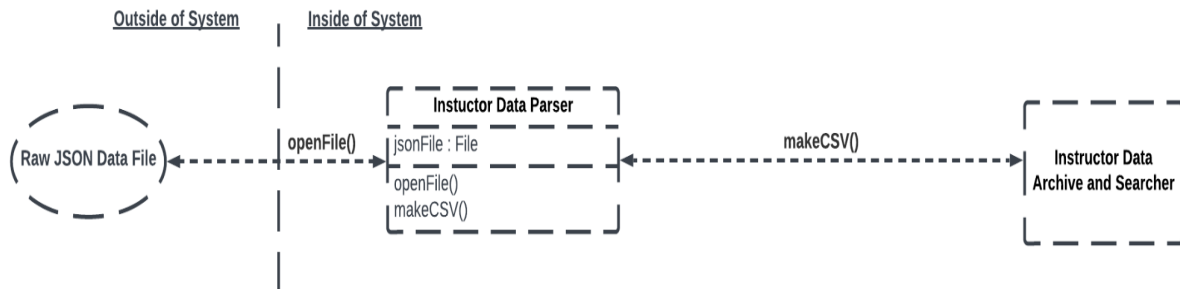 Outside of System
Inside of System
Raw JSON Data File
openFile()
Instuctor Data Parser
jsonFile : File
openFile()
makeCSV()
makeCSV()
Instructor Data
Archive and Searcher